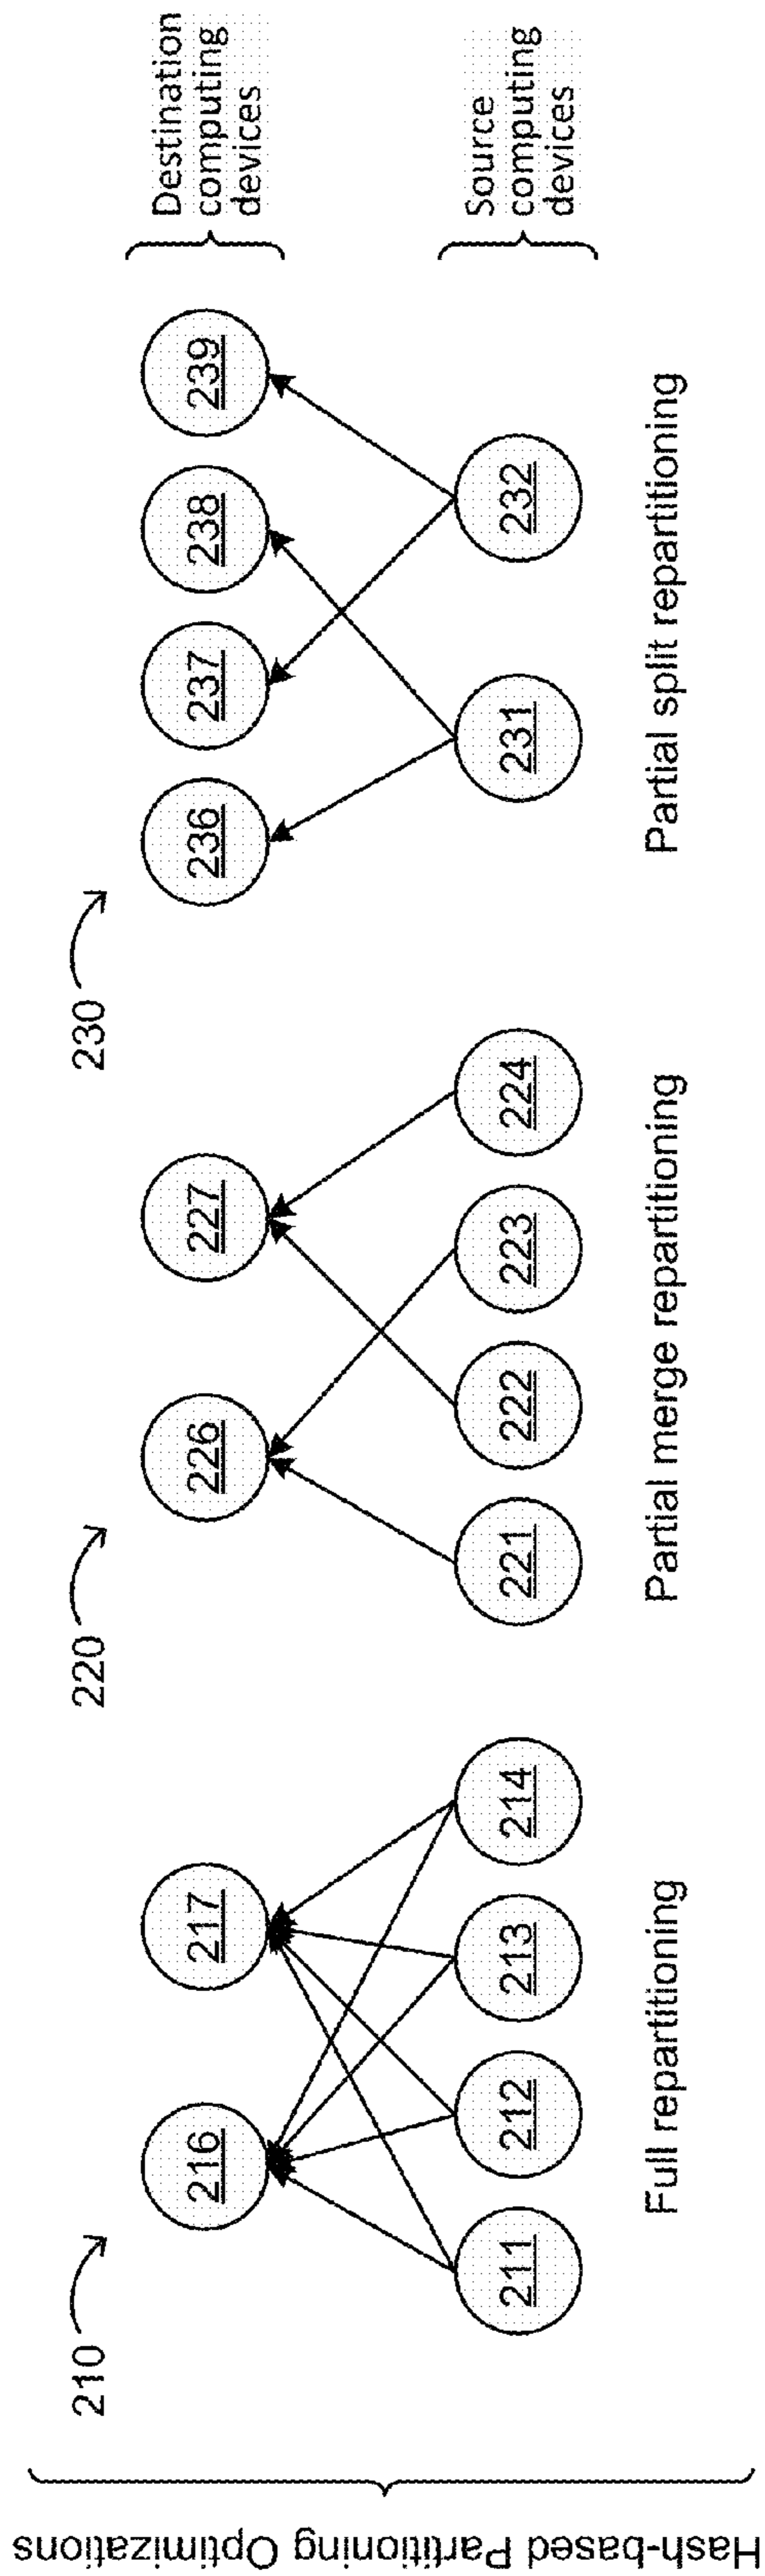 Hash-based Partitioning Optimizations
210
216
217
211
212
213
214
Full repartitioning
220
226
227
221
222
223
224
Partial merge repartitioning
230
236
237
238
239
231
232
Partial split repartitioning
Destination
computing
devices
Source
computing
devices